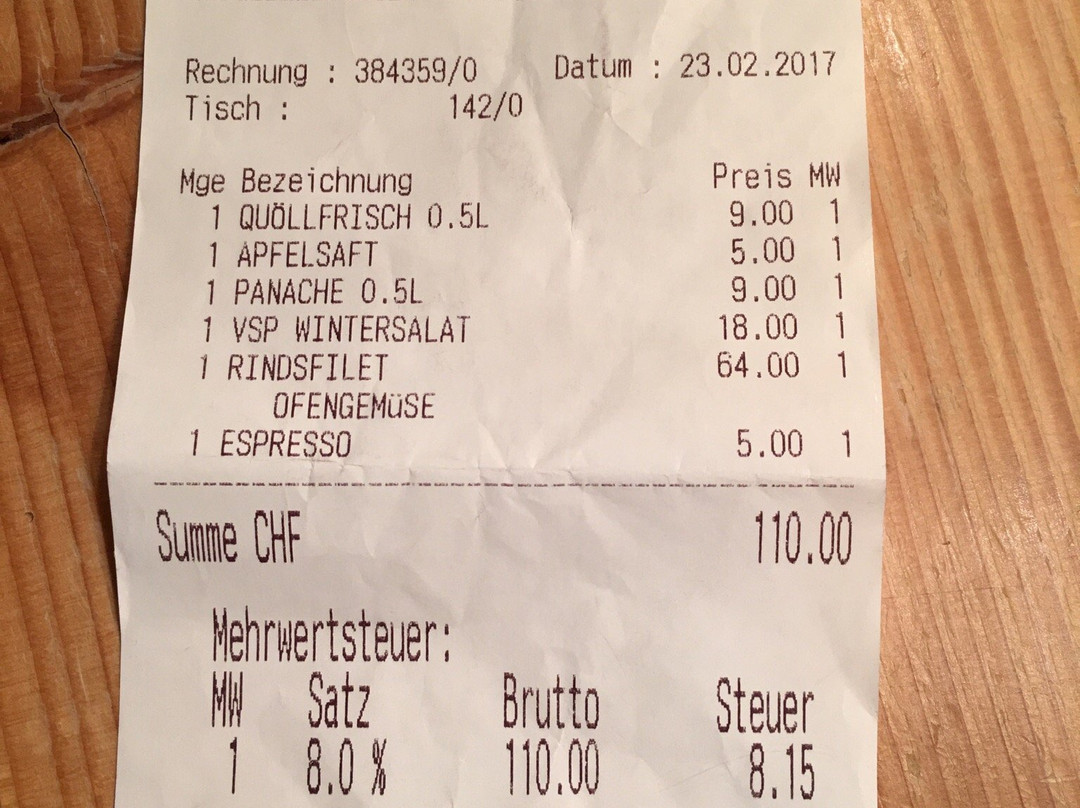 Rechnung : 384359/0 Datum : 23.02.2017
Tisch : 142/0
Mge Bezeichnung Preis MW
1 QUÖLLFRISCH 0.5L 9.00 1
1 APFELSAFT 5.00 1
1 PANACHE 0.5L 9.00 1
1 VSP WINTERSALAT 18.00 1
1 RINDSFILET 64.00 1
OFENGEMüSE
1 ESPRESSO 5.00 1
Summe CHF 110.00
Mehrwertsteuer:
MW Satz Brutto Steuer
1 8.0 % 110.00 8.15